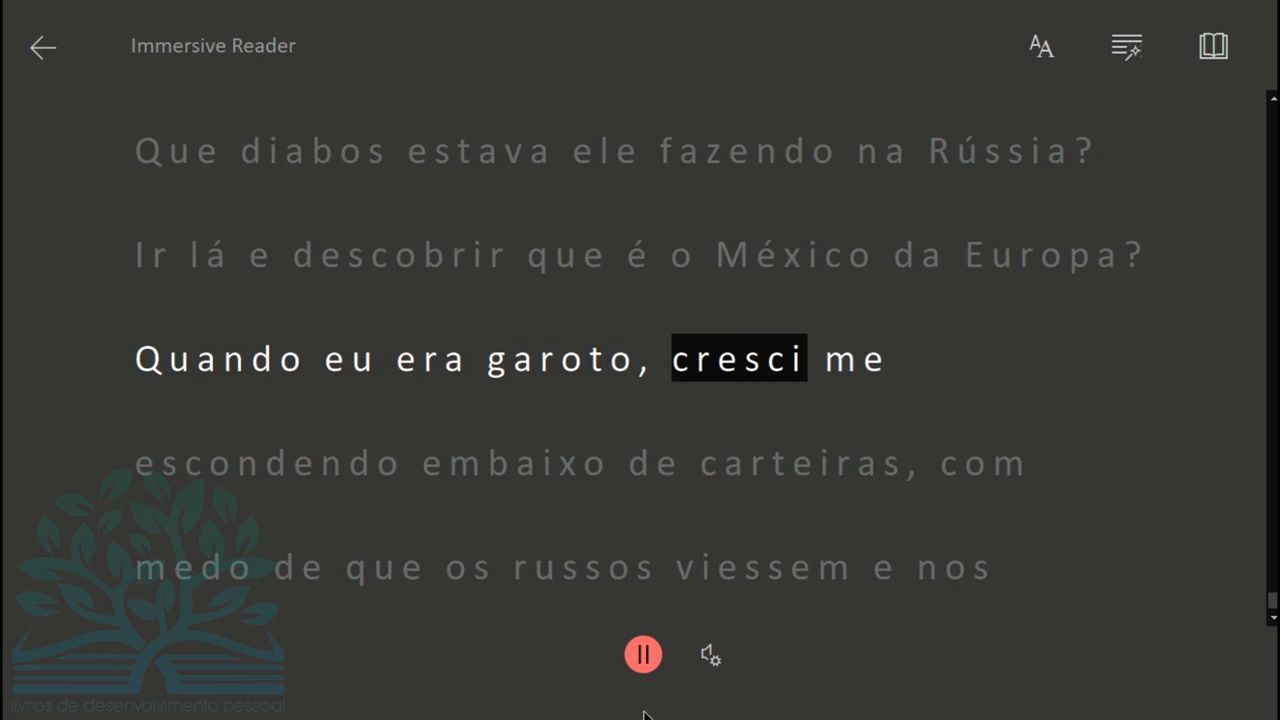 Immersive Reader
Que diabos estava ele fazendo na Rússia?
Ir lá e descobrir que é o México da Europa?
Quando eu era garoto, cresci me
escondendo embaixo de carteiras, com
medo de que os russos viessem e nos
livros de desenvolvimento pessoal